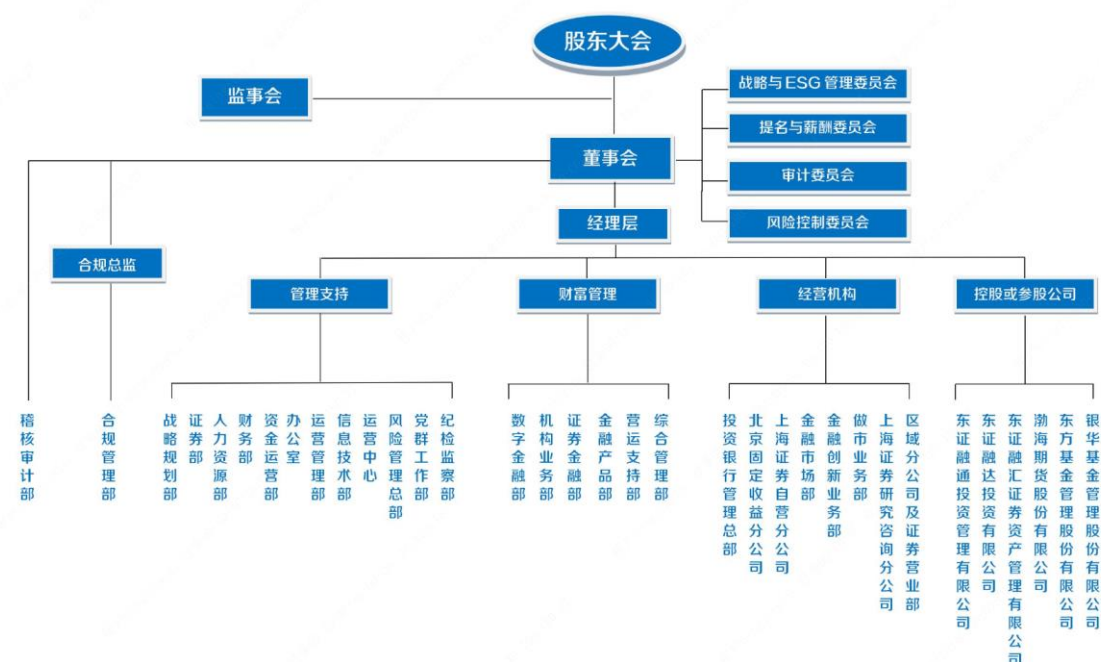 股东大会
监事会
战略与ESG管理委员会
提名与薪酬委员会
董事会
审计委员会
经理层
风险控制委员会
合规总监
管理支持
财富管理
经营机构
控股或参股公司
稽核审计部
合规管理部
战略规划部
证券部
人力资源部
财务部
资金运营部
办公室
运营管理部
信息技术部
运营中心
风险管理总部
党群工作部
纪检监察部
数字金融部
机构业务部
证券金融部
金融产品部
营运支持部
综合管理部
投资银行管理总部
北京固定收益分公司
上海证券自营分公司
金融市场部
金融创新业务部
做市业务部
上海证券研究咨询分公司
区域分公司及证券营业部
东证融通投资管理有限公司
东证融达投资有限公司
东证融汇证券资产管理有限公司
渤海期货股份有限公司
东方基金管理股份有限公司
银华基金管理股份有限公司